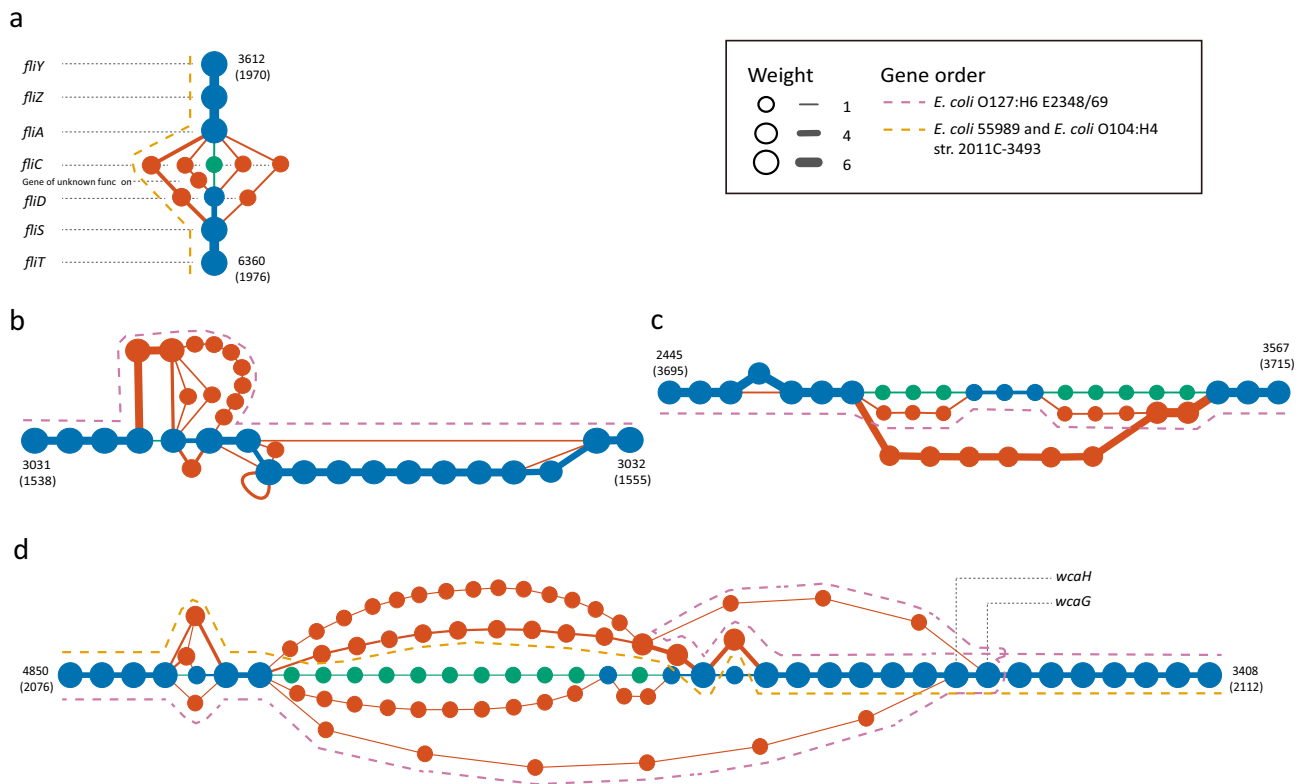 a
fliY
fliZ
fliA
fliC
Gene of unknown func on
fliD
fliS
fliT
3612
(1970)
6360
(1976)
Weight
1
4
6
Gene order
E. coli O127:H6 E2348/69
E. coli 55989 and E. coli O104:H4
str. 2011C-3493
b
3031
(1538)
3032
(1555)
c
2445
(3695)
3567
(3715)
d
wcaH
wcaG
4850
(2076)
3408
(2112)